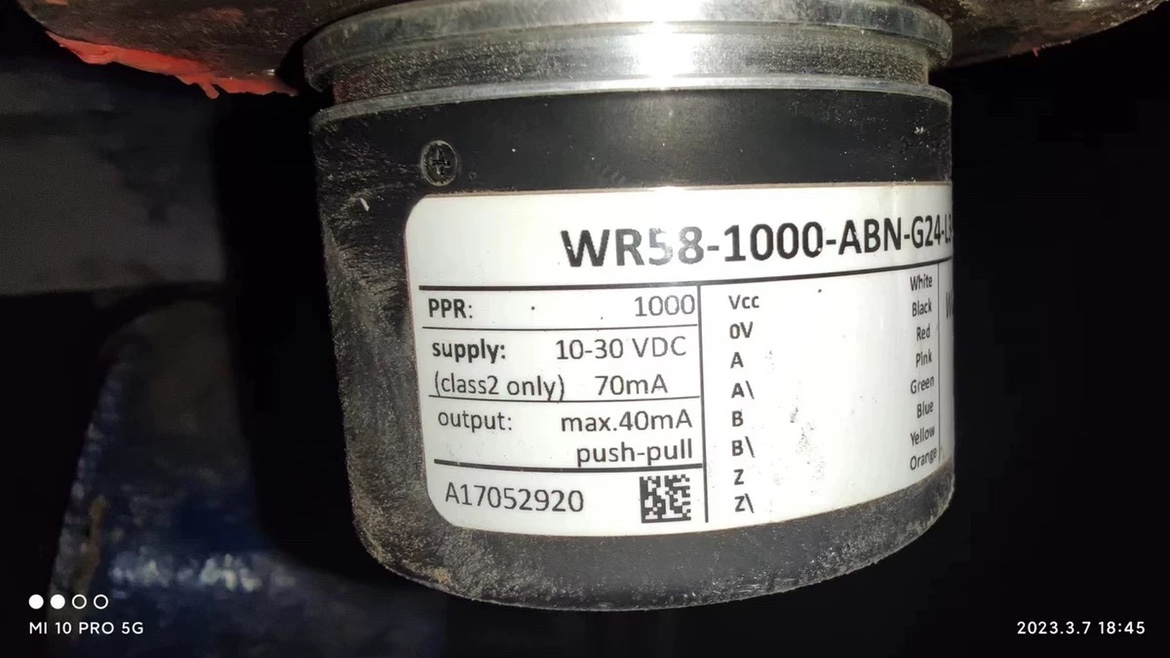 WR58-1000-ABN-G24-L3
PPR: 1000
supply: 10-30 VDC
(class2 only) 70mA
output: max.40mA
push-pull
A17052920
Vcc White
0V Black
A Red
A\ Pink
B Green
B\ Blue
Z Yellow
Z\ Orange
MI 10 PRO 5G
2023.3.7 18:45